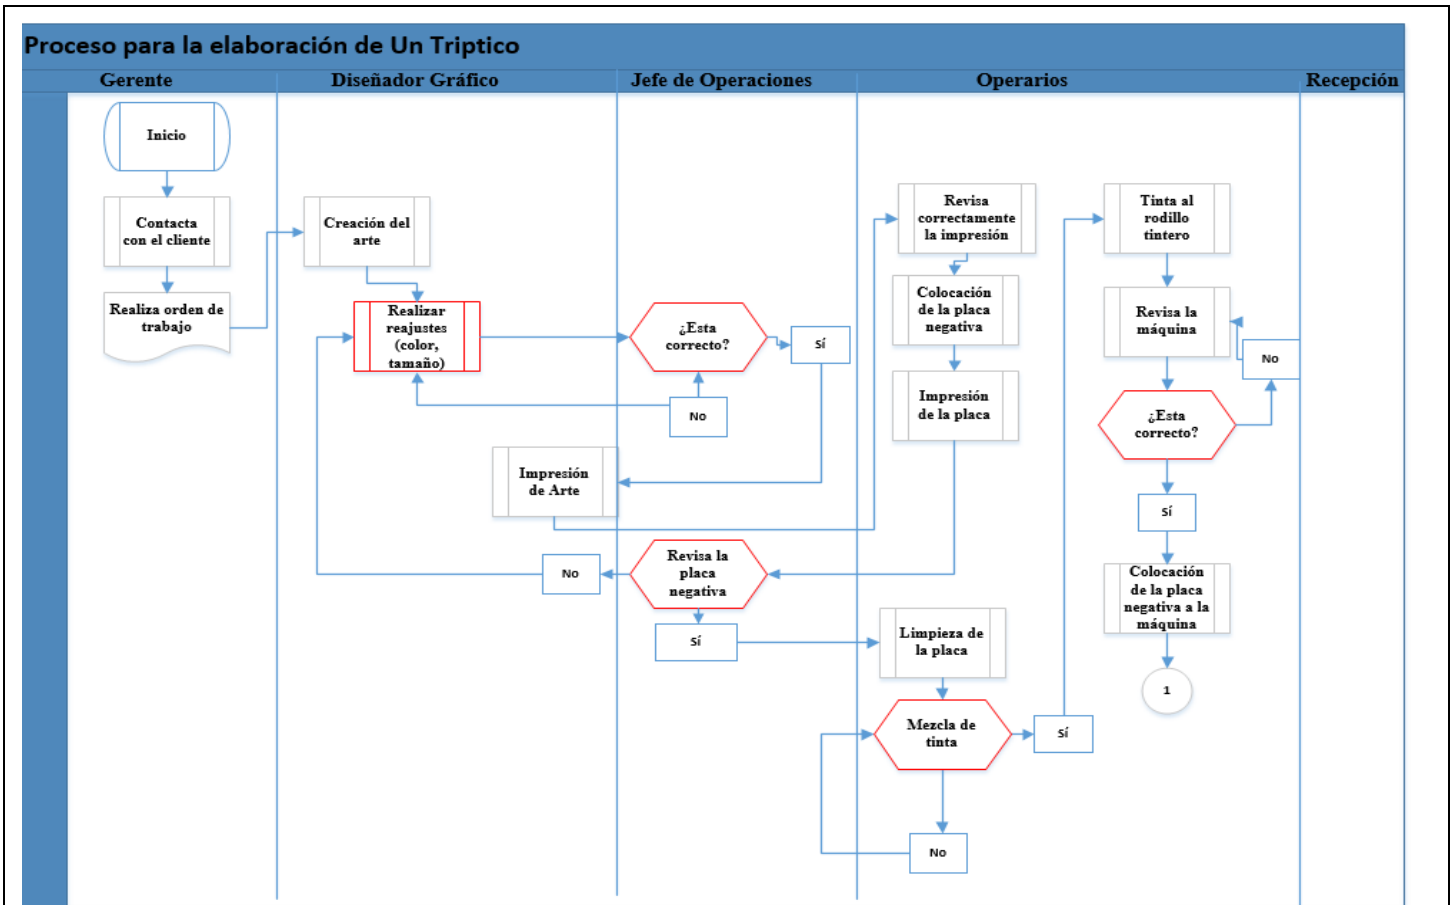 Proceso para la elaboración de Un Triptico
Gerente
Diseñador Gráfico
Jefe de Operaciones
Operarios
Recepción
Inicio
Contacta
con el cliente
Realiza orden de
trabajo
Creación del
arte
Realizar
reajustes
(color,
tamaño)
¿Esta
correcto?
Sí
No
Impresión
de Arte
Revisa
correctamente
la impresión
Colocación
de la placa
negativa
Impresión
de la placa
Revisa la
placa
negativa
No
Sí
Limpieza de
la placa
Mezcla de
tinta
Sí
No
Tinta al
rodillo
tintero
Revisa la
máquina
No
¿Esta
correcto?
Sí
Colocación
de la placa
negativa a la
máquina
1